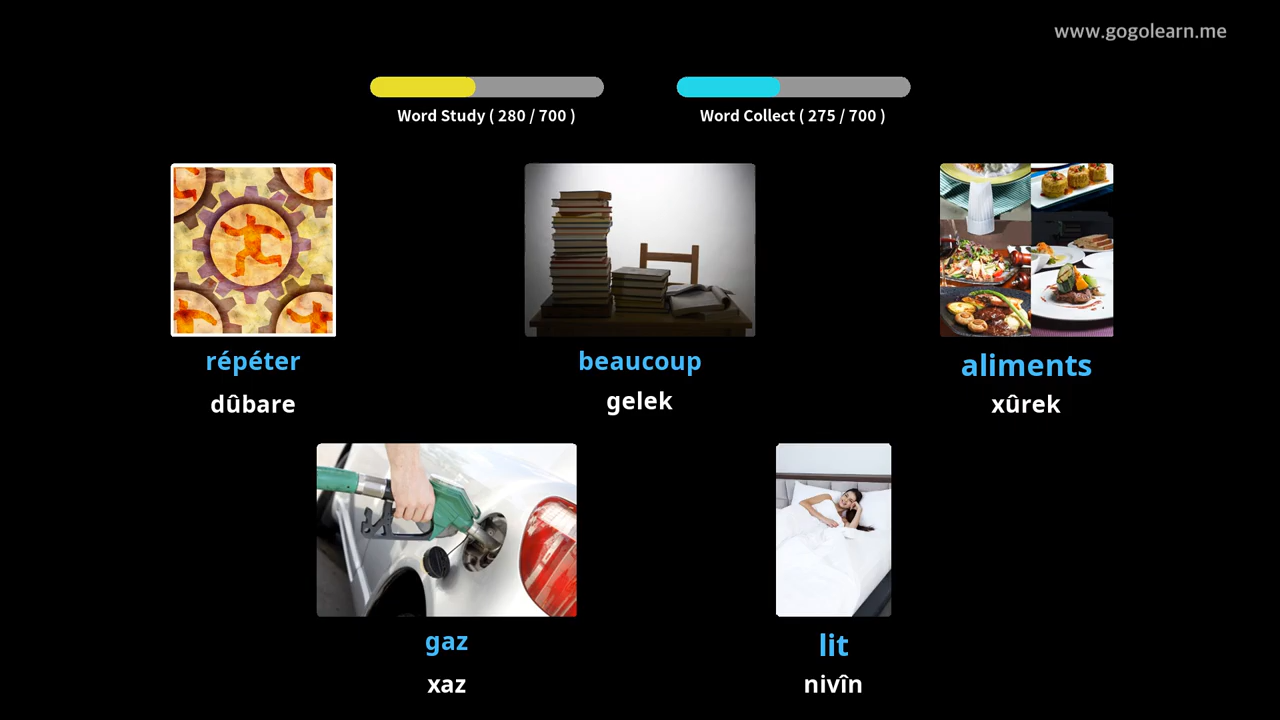 www.gogolearn.me
Word Study ( 280 / 700 )
Word Collect ( 275 / 700 )
répéter
dûbare
beaucoup
gelek
aliments
xûrek
gaz
xaz
lit
nivîn